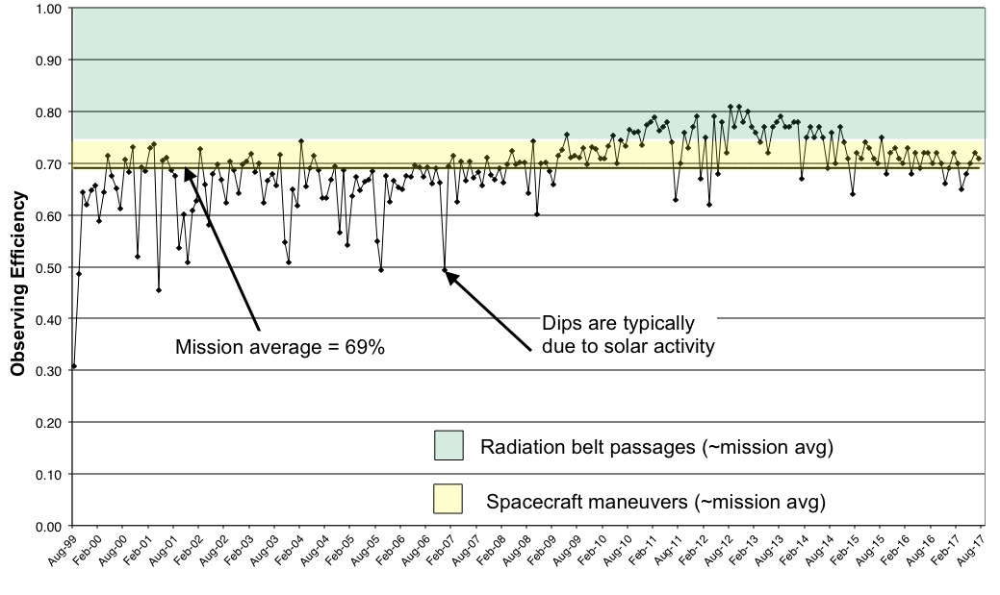 1.00
0.90
0.80
0.70
0.60
0.50
0.40
0.30
0.20
0.10
0.00
Observing Efficiency
Mission average = 69%
Dips are typically
due to solar activity
Radiation belt passages (~mission avg)
Spacecraft maneuvers (~mission avg)
Aug-99
Feb-00
Aug-00
Feb-01
Aug-01
Feb-02
Aug-02
Feb-03
Aug-03
Feb-04
Aug-04
Feb-05
Aug-05
Feb-06
Aug-06
Feb-07
Aug-07
Feb-08
Aug-08
Feb-09
Aug-09
Feb-10
Aug-10
Feb-11
Aug-11
Feb-12
Aug-12
Feb-13
Aug-13
Feb-14
Aug-14
Feb-15
Aug-15
Feb-16
Aug-16
Feb-17
Aug-17